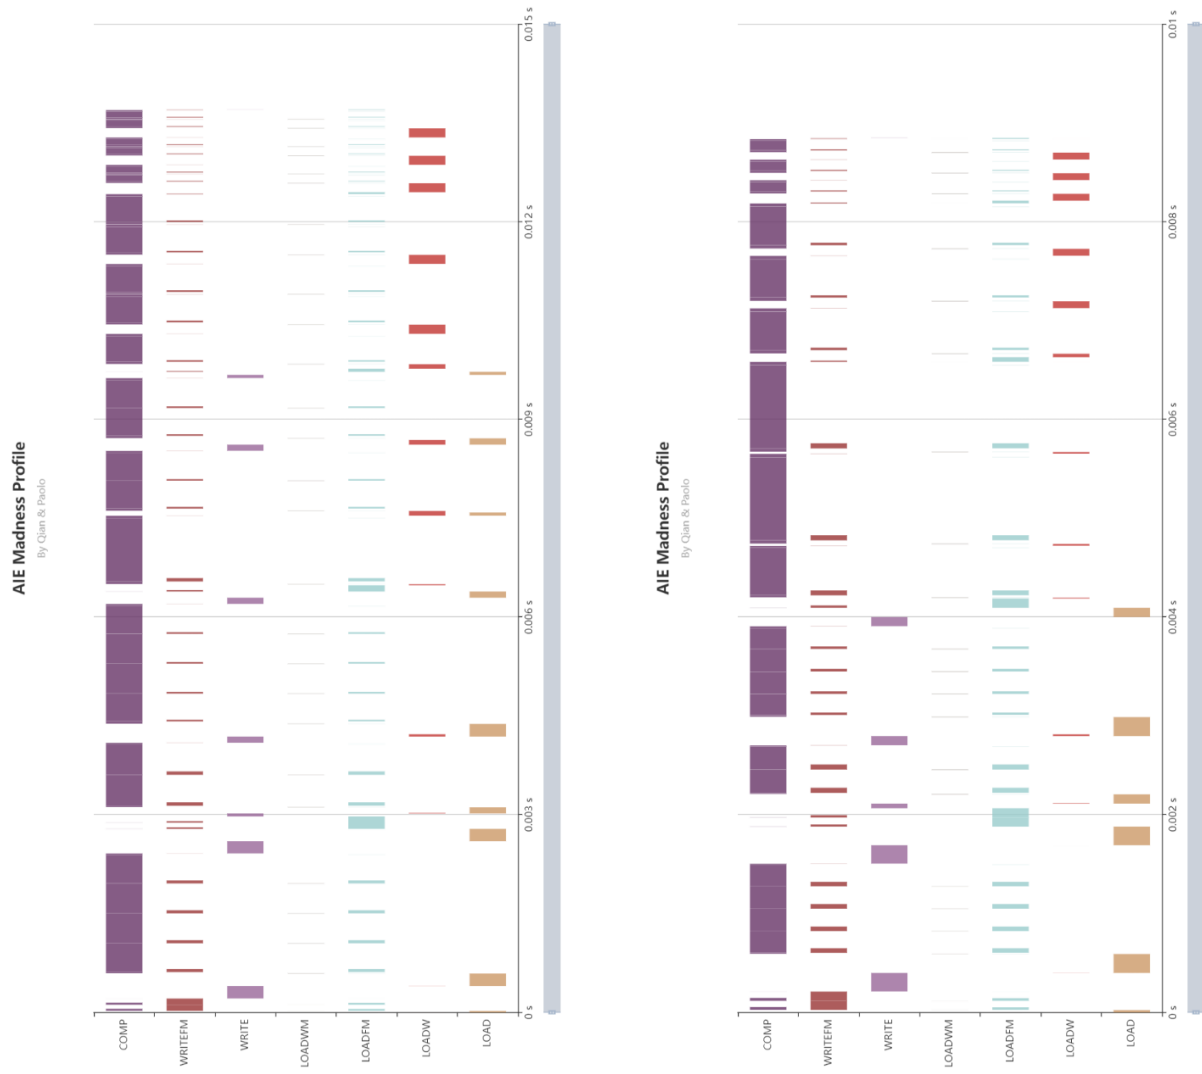 AIE Madness Profile
By Qian & Paolo
COMP
WRITEFM
WRITE
LOADWM
LOADFM
LOADW
LOAD
0 s
0.003 s
0.006 s
0.009 s
0.012 s
0.015 s
AIE Madness Profile
By Qian & Paolo
COMP
WRITEFM
WRITE
LOADWM
LOADFM
LOADW
LOAD
0 s
0.002 s
0.004 s
0.006 s
0.008 s
0.01 s